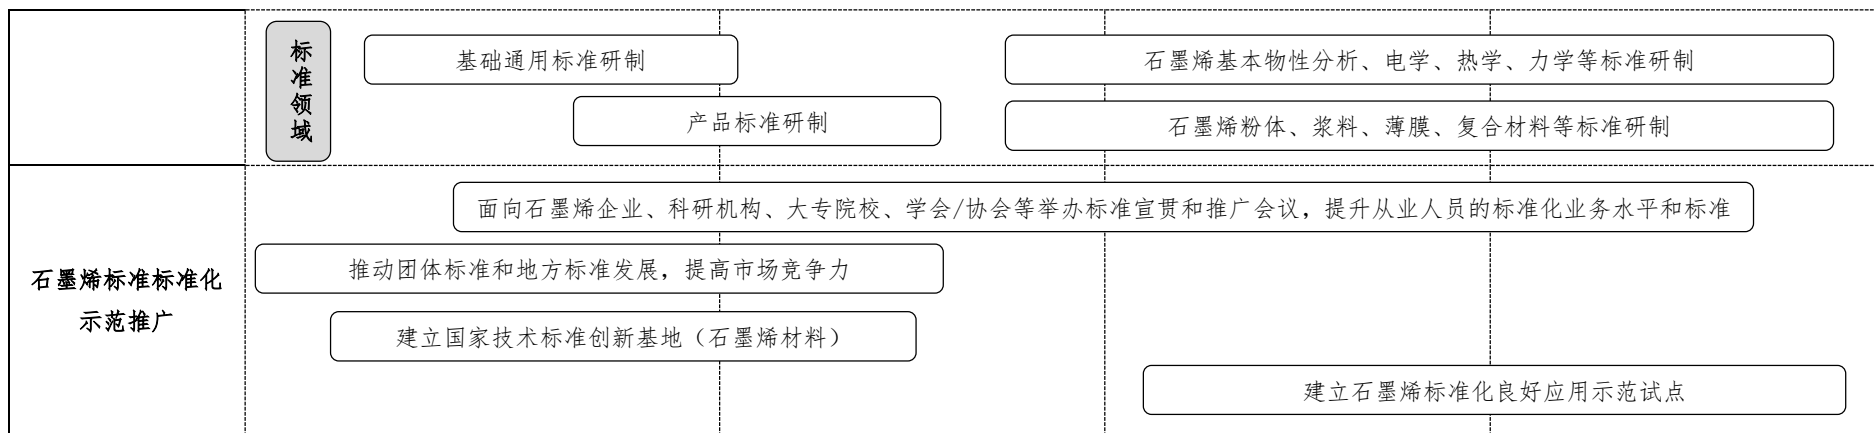 标准领域
基础通用标准研制
石墨烯基本物性分析、电学、热学、力学等标准研制
产品标准研制
石墨烯粉体、浆料、薄膜、复合材料等标准研制
石墨烯标准标准化
示范推广
面向石墨烯企业、科研机构、大专院校、学会/协会等举办标准宣贯和推广会议，提升从业人员的标准化业务水平和标准
推动团体标准和地方标准发展，提高市场竞争力
建立国家技术标准创新基地（石墨烯材料）
建立石墨烯标准化良好应用示范试点